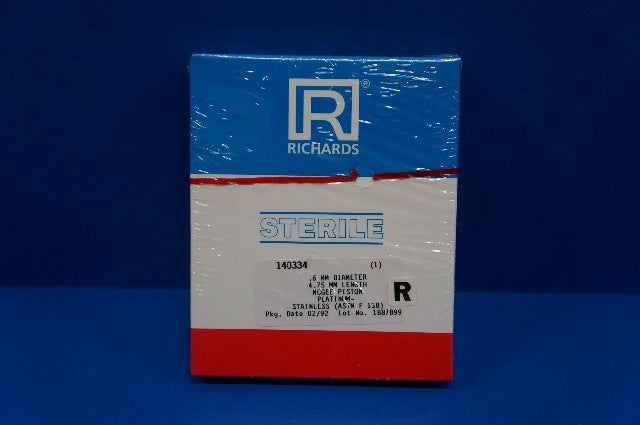 R®
RICHARDS
STERILE
140334 (1)
.6 MM DIAMETER
4.75 MM LENGTH
MCGEE PISTON
PLATINUM-
STAINLESS (ASTM F 138)
R
Pkg. Date 02/92 Lot No. 1887899